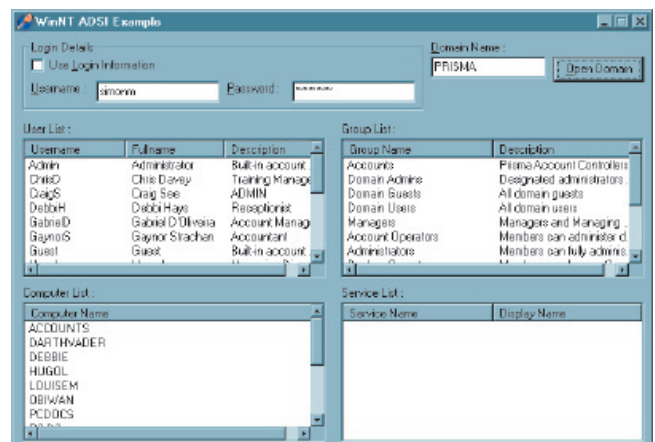 WinNT ADSI Example
Login Details
Use Login Information
Username : simonm
Password : ********
Domain Name :
PRISMA
Open Domain
User List :
Username Fullname Description
Admin Administrator Built-in account
ChrisD Chris Davey Training Manage
CraigS Craig See ADMIN
DebbiH Debbi Hays Receptionist
GabrielD Gabriel D'Oliveira Account Manag
GaynorS Gaynor Strachan Accountant
Guest Guest Built-in account
Group List :
Group Name Description
Accounts Prisma Account Controllers
Domain Admins Designated administrators .
Domain Guests All domain guests
Domain Users All domain users
Managers Managers and Managing .
Account Operators Members can administer d.
Administrators Members can fully adminis.
Computer List :
Computer Name
ACCOUNTS
DARTHVADER
DEBBIE
HUGOL
LOUISEM
OBIWAN
PCDOCS
Service List :
Service Name Display Name